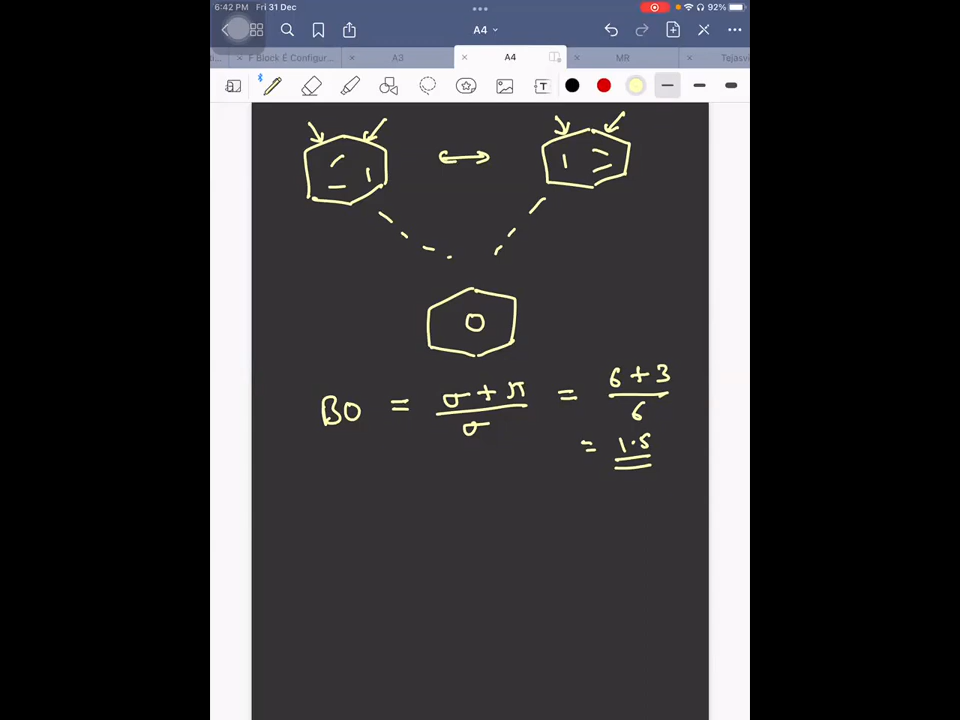 6:42 PM Fri 31 Dec
92%
A4
F Block É Configur...
A3
A4
MR
Tejasv
T
BO = σ + π / σ = 6 + 3 / 6
= 1.5